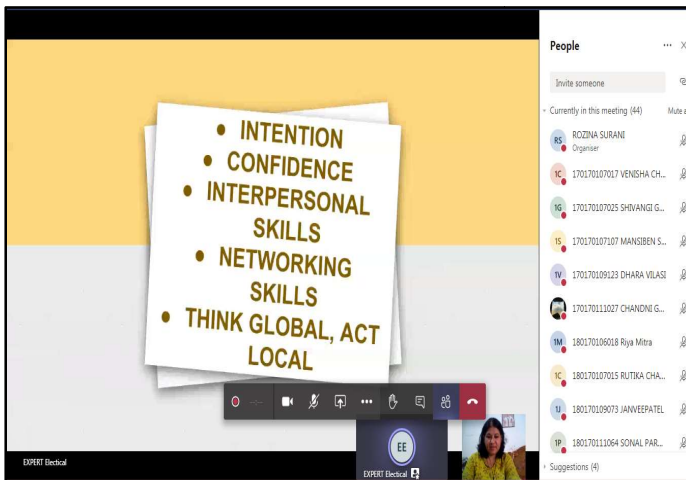 • INTENTION
• CONFIDENCE
• INTERPERSONAL
SKILLS
• NETWORKING
SKILLS
• THINK GLOBAL, ACT
LOCAL
EE
EXPERT Electical
EXPERT Electical
People
Invite someone
Currently in this meeting (44)
Mute a
RS ROZINA SURANI
Organiser
1C 170170107017 VENISHA CH...
1G 170170107025 SHIVANGI G...
1S 170170107107 MANSIBEN S...
1V 170170109123 DHARA VILASI
170170111027 CHANDNI G...
1M 180170106018 Riya Mitra
1C 180170107015 RUTIKA CHA...
1J 180170109073 JANVEEPATEL
1P 180170111064 SONAL PAR...
Suggestions (4)